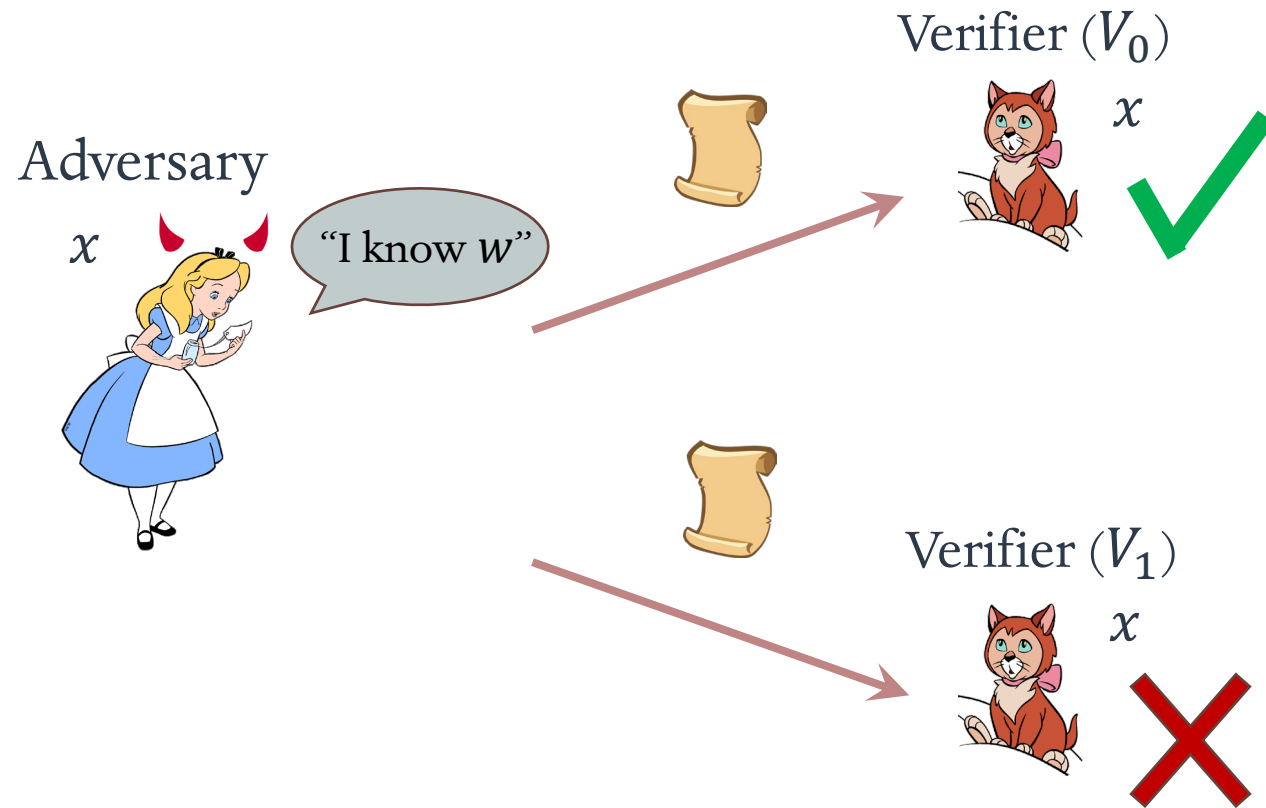 Verifier (𝑉₀)
𝑥
Adversary
𝑥
“I know 𝑤”
Verifier (𝑉₁)
𝑥